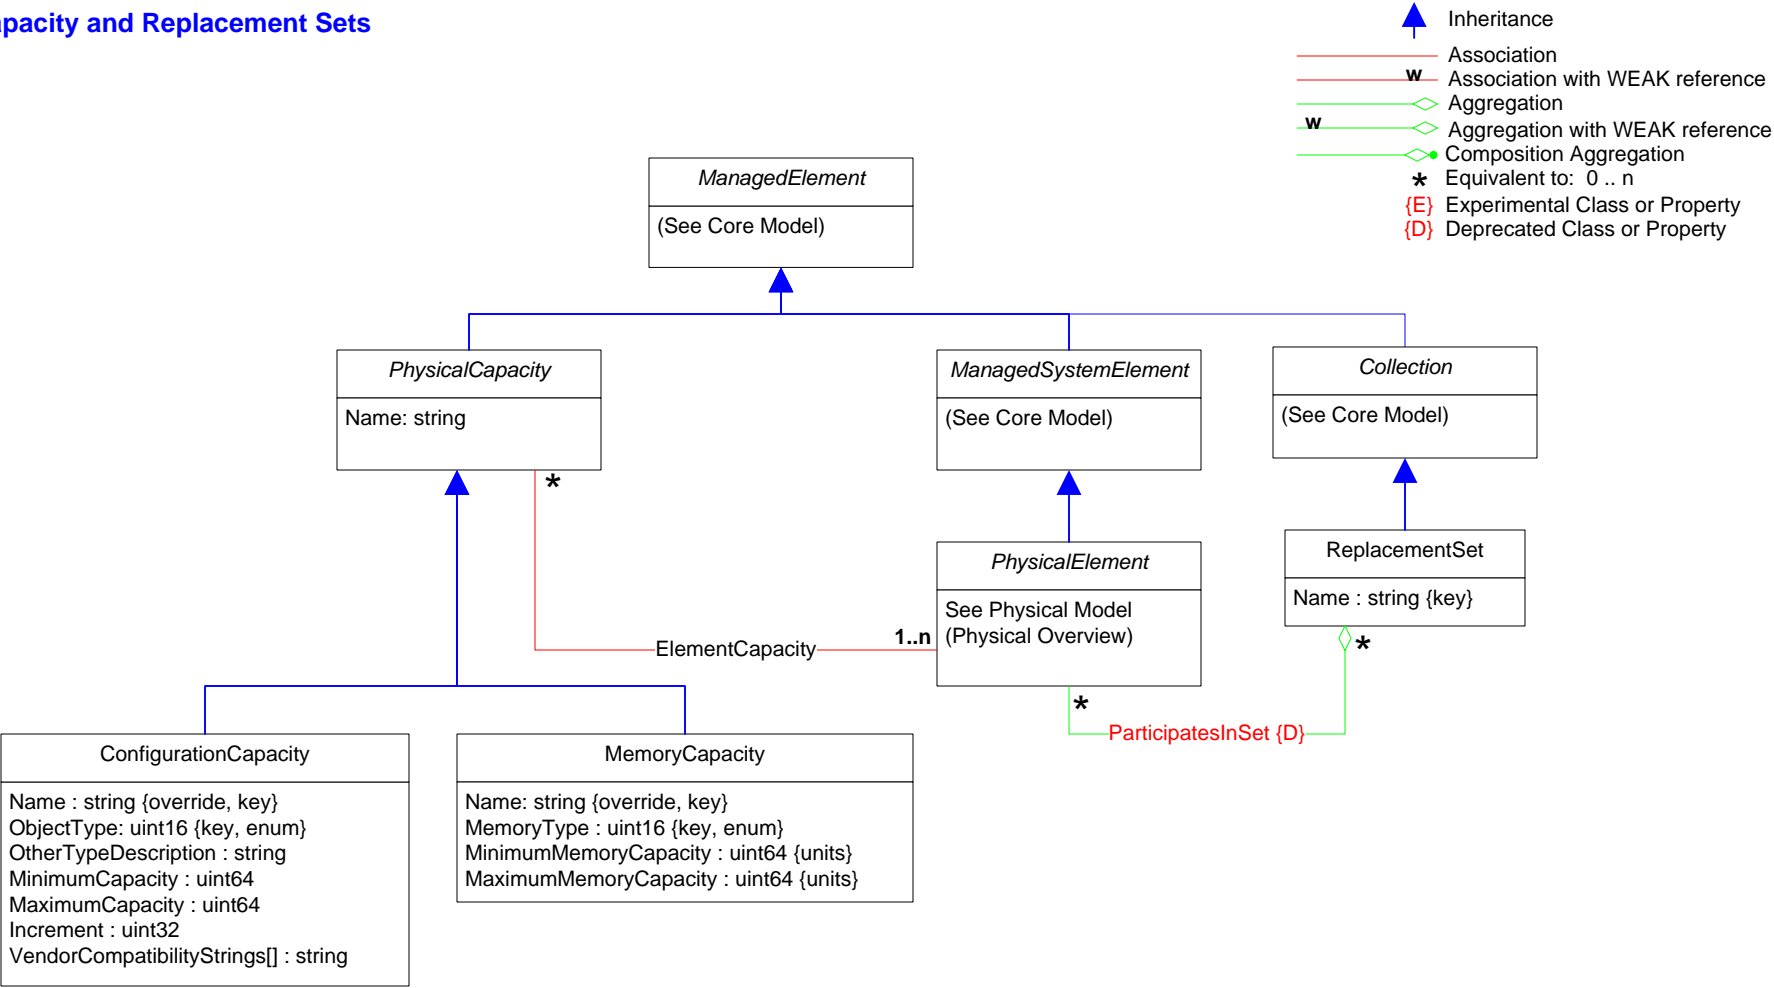 pacity and Replacement Sets
Inheritance
Association
w Association with WEAK reference
Aggregation
w Aggregation with WEAK reference
Composition Aggregation
* Equivalent to: 0 .. n
{E} Experimental Class or Property
{D} Deprecated Class or Property
ManagedElement
(See Core Model)
PhysicalCapacity
Name: string
*
ManagedSystemElement
(See Core Model)
Collection
(See Core Model)
PhysicalElement
See Physical Model
(Physical Overview)
ReplacementSet
Name : string {key}
ElementCapacity
1..n
*
*
ParticipatesInSet {D}
ConfigurationCapacity
Name : string {override, key}
ObjectType: uint16 {key, enum}
OtherTypeDescription : string
MinimumCapacity : uint64
MaximumCapacity : uint64
Increment : uint32
VendorCompatibilityStrings[] : string
MemoryCapacity
Name: string {override, key}
MemoryType : uint16 {key, enum}
MinimumMemoryCapacity : uint64 {units}
MaximumMemoryCapacity : uint64 {units}